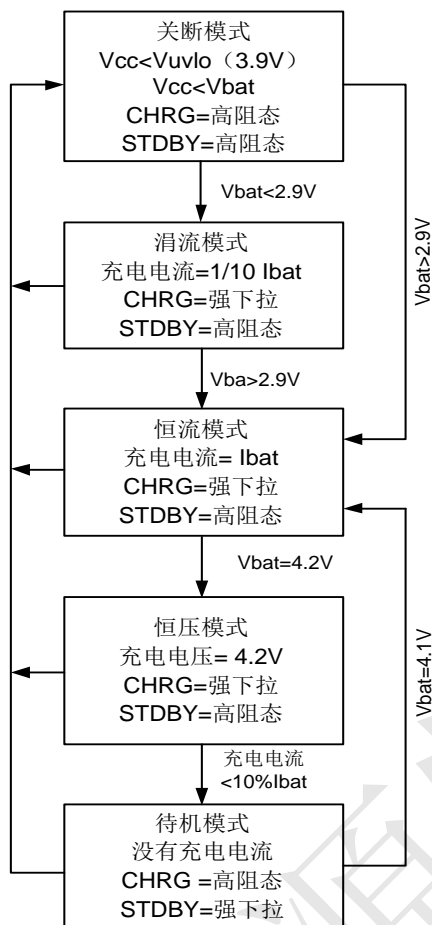 关断模式
Vcc<Vuvlo（3.9V）
Vcc<Vbat
CHRG=高阻态
STDBY=高阻态
Vbat<2.9V
Vbat>2.9V
涓流模式
充电电流=1/10 Ibat
CHRG=强下拉
STDBY=高阻态
Vba>2.9V
恒流模式
充电电流= Ibat
CHRG=强下拉
STDBY=高阻态
Vbat=4.2V
Vbat=4.1V
恒压模式
充电电压= 4.2V
CHRG=强下拉
STDBY=高阻态
充电电流
<10%Ibat
待机模式
没有充电电流
CHRG =高阻态
STDBY=强下拉